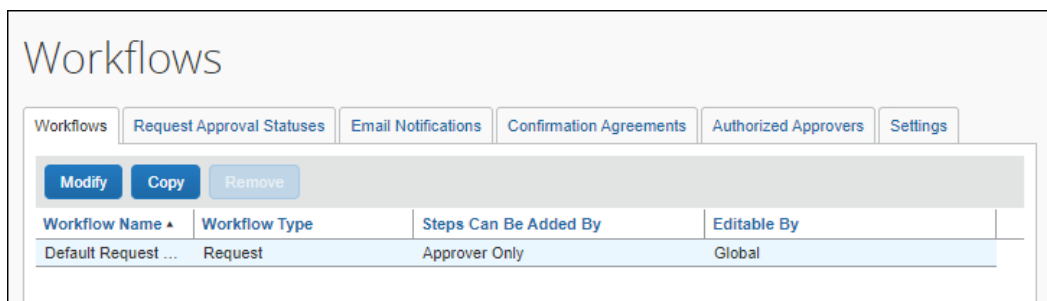 Workflows
Workflows Request Approval Statuses Email Notifications Confirmation Agreements Authorized Approvers Settings
Modify Copy Remove
Workflow Name ▲ Workflow Type Steps Can Be Added By Editable By
Default Request ... Request Approver Only Global